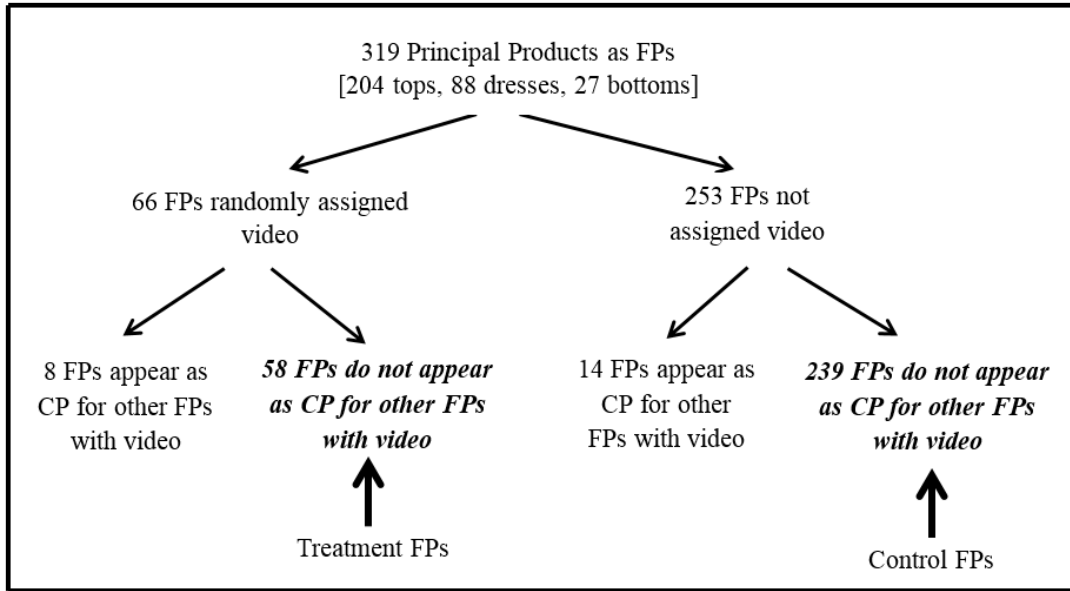 319 Principal Products as FPs
[204 tops, 88 dresses, 27 bottoms]
66 FPs randomly assigned
video
253 FPs not
assigned video
8 FPs appear as
CP for other FPs
with video
58 FPs do not appear
as CP for other FPs
with video
14 FPs appear as
CP for other
FPs with video
239 FPs do not appear
as CP for other FPs
with video
Treatment FPs
Control FPs